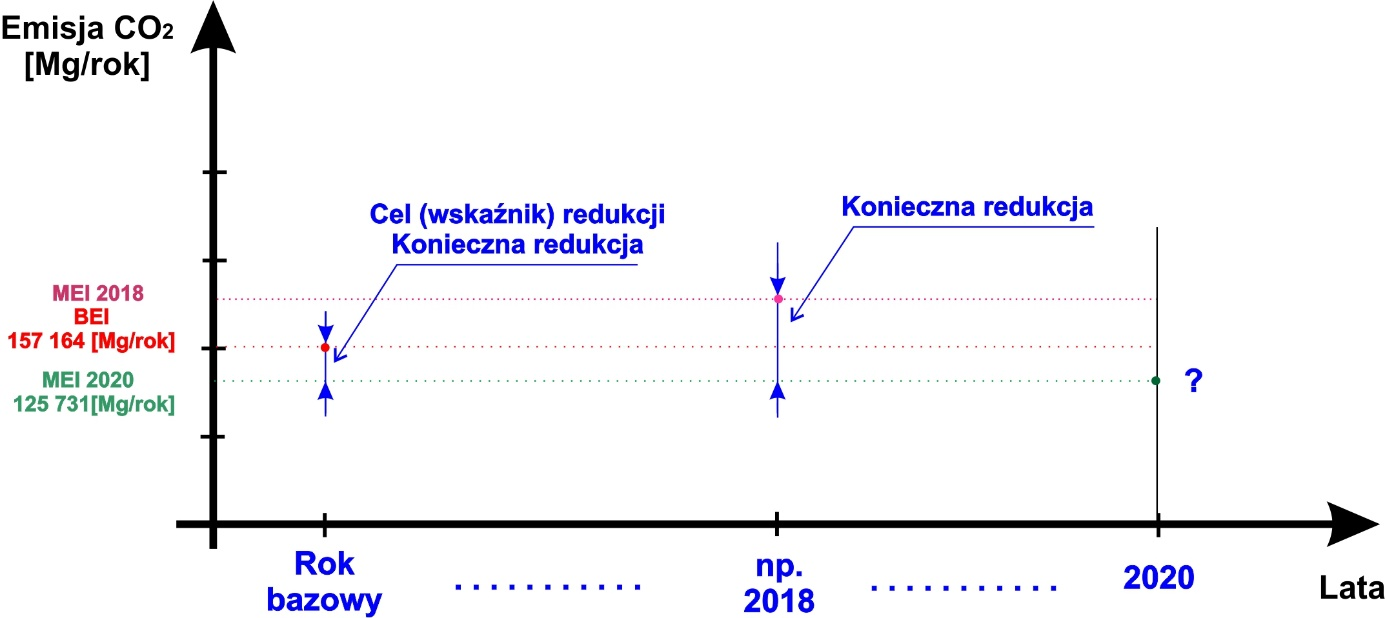 Emisja CO₂
[Mg/rok]
Cel (wskaźnik) redukcji
Konieczna redukcja
Konieczna redukcja
MEI 2018
BEI
157 164 [Mg/rok]
MEI 2020
125 731[Mg/rok]
?
Rok
bazowy
...........
np.
2018
...........
2020
Lata